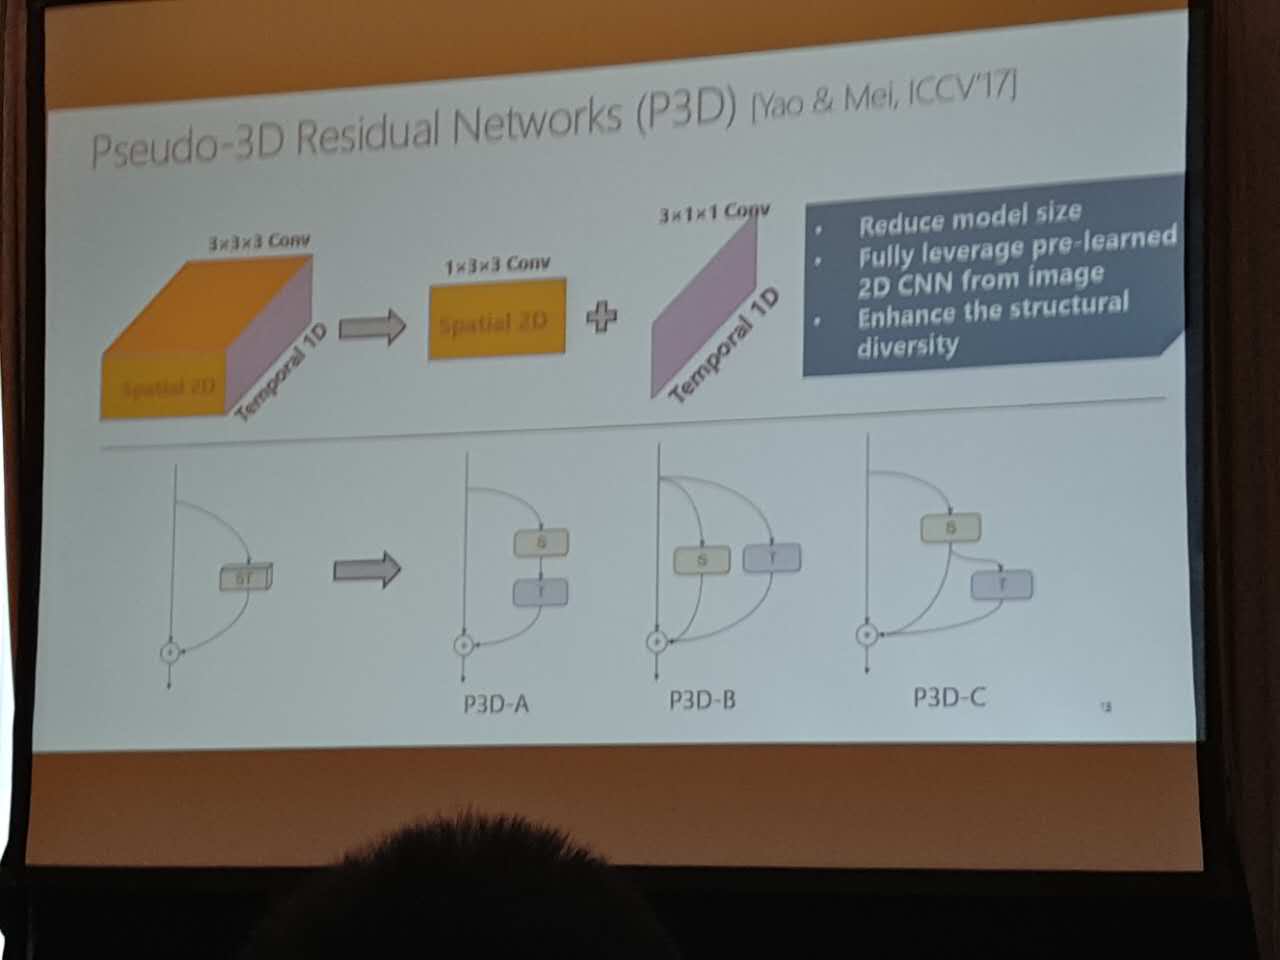 Pseudo-3D Residual Networks (P3D) [Yao & Mei, ICCV'17]
3×3×3 Conv
Spatial 2D
Temporal 1D
1×3×3 Conv
Spatial 2D
3×1×1 Conv
Temporal 1D
• Reduce model size
• Fully leverage pre-learned
2D CNN from image
• Enhance the structural
diversity
ST
S
T
P3D-A
S
T
P3D-B
S
T
P3D-C